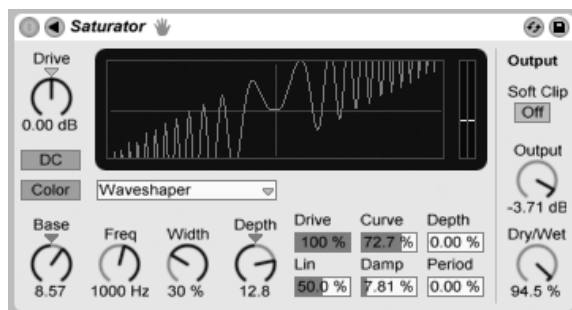 Saturator
Drive
0.00 dB
DC
Color
Waveshaper
Base
8.57
Freq
1000 Hz
Width
30 %
Depth
12.8
Drive
100 %
Curve
72.7 %
Depth
0.00 %
Lin
50.0 %
Damp
7.81 %
Period
0.00 %
Output
Soft Clip
Off
Output
-3.71 dB
Dry/Wet
94.5 %